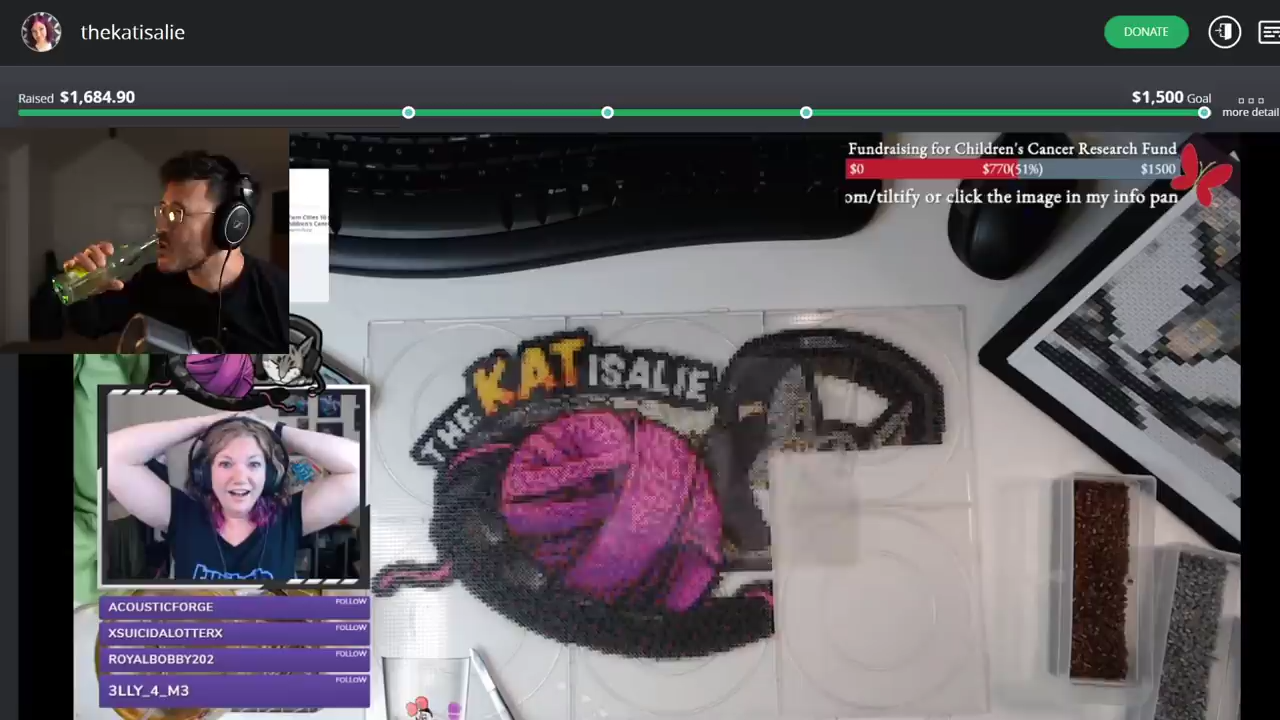 thekatisalie
DONATE
Raised $1,684.90
$1,500 Goal
more detail
Fundraising for Children's Cancer Research Fund
$0 $770(51%) $1500
om/tiltify or click the image in my info pan
THE KAT ISALIE
ACOUSTICFORGE FOLLOW
XSUICIDALOTTERX FOLLOW
ROYALBOBBY202 FOLLOW
3LLY_4_M3 FOLLOW